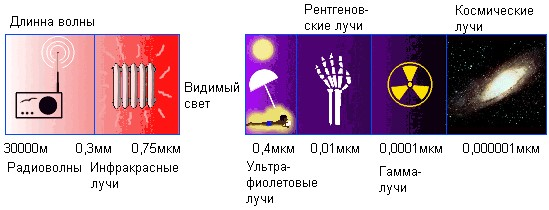 Длинна волны
Рентгенов-
ские лучи
Космические
лучи
Видимый
свет
30000м
0,3мм
0,75мкм
0,4мкм
0,01мкм
0,0001мкм
0,000001мкм
Радиоволны
Инфракрасные
лучи
Ультра-
фиолетовые
лучи
Гамма-
лучи